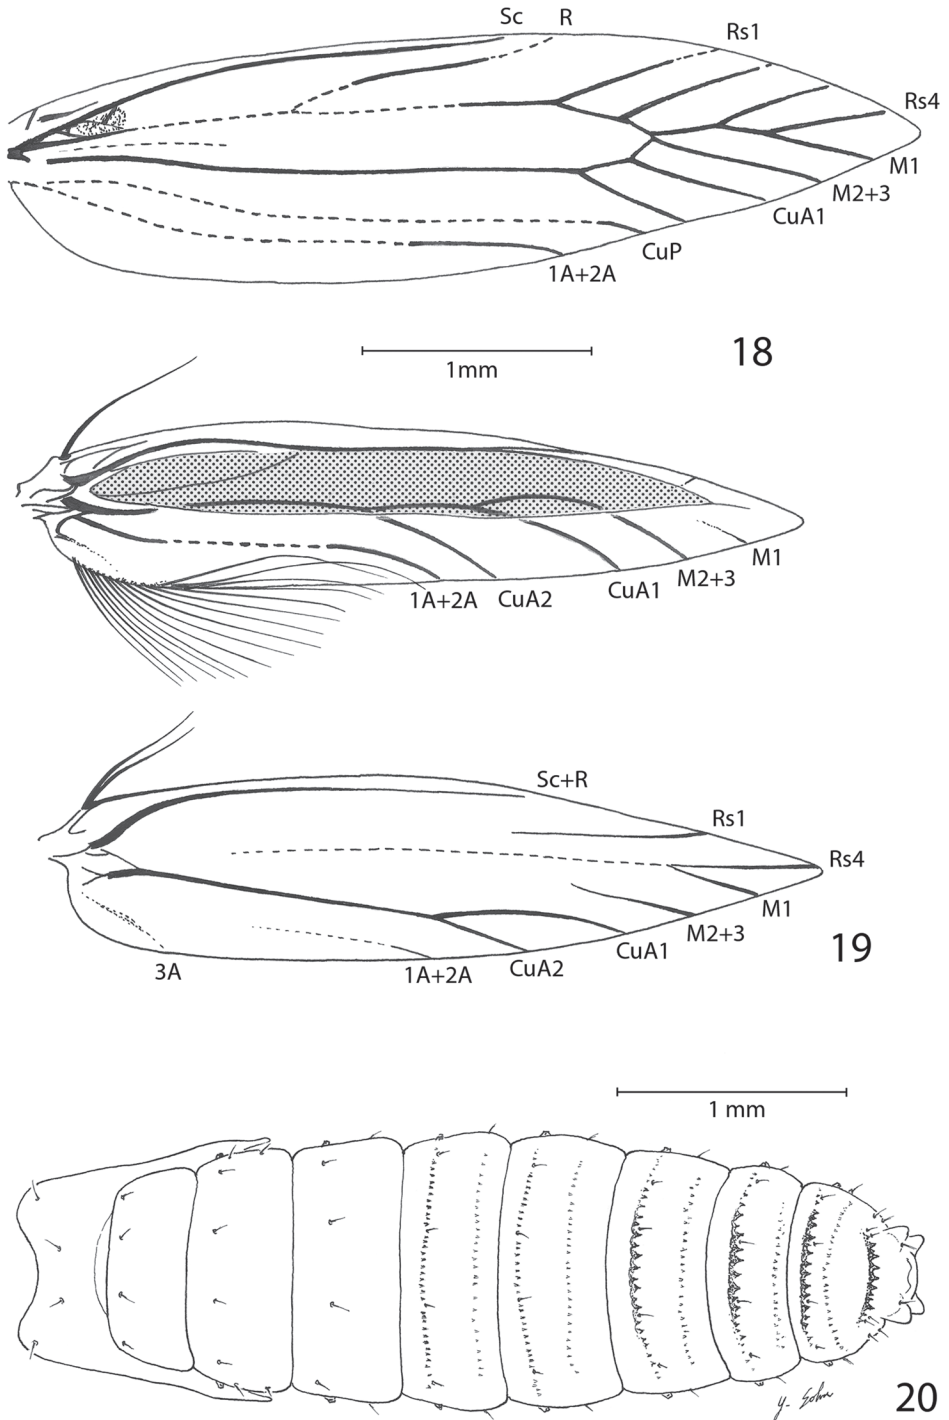 Sc R
Rs1
Rs4
M1
M2+3
CuA1
CuP
1A+2A
18
1mm
M1
M2+3
CuA1
CuA2
1A+2A
Sc+R
Rs1
Rs4
M1
M2+3
CuA1
CuA2
1A+2A
3A
19
1 mm
20